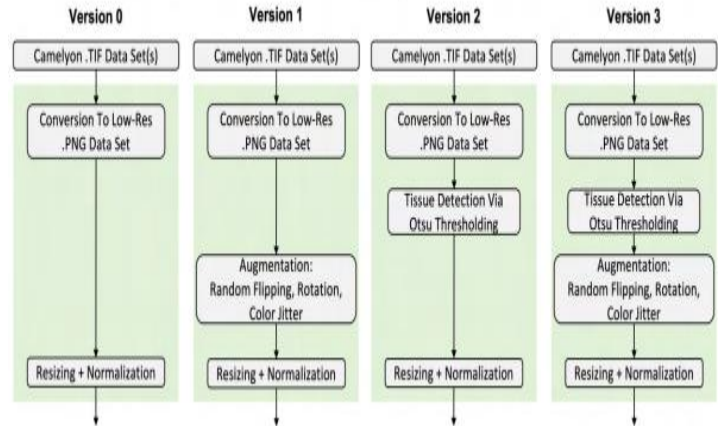 Version 0
Camelyon .TIF Data Set(s)
Conversion To Low-Res
.PNG Data Set
Resizing + Normalization
Version 1
Camelyon .TIF Data Set(s)
Conversion To Low-Res
.PNG Data Set
Augmentation:
Random Flipping, Rotation,
Color Jitter
Resizing + Normalization
Version 2
Camelyon .TIF Data Set(s)
Conversion To Low-Res
.PNG Data Set
Tissue Detection Via
Otsu Thresholding
Resizing + Normalization
Version 3
Camelyon .TIF Data Set(s)
Conversion To Low-Res
.PNG Data Set
Tissue Detection Via
Otsu Thresholding
Augmentation:
Random Flipping, Rotation,
Color Jitter
Resizing + Normalization